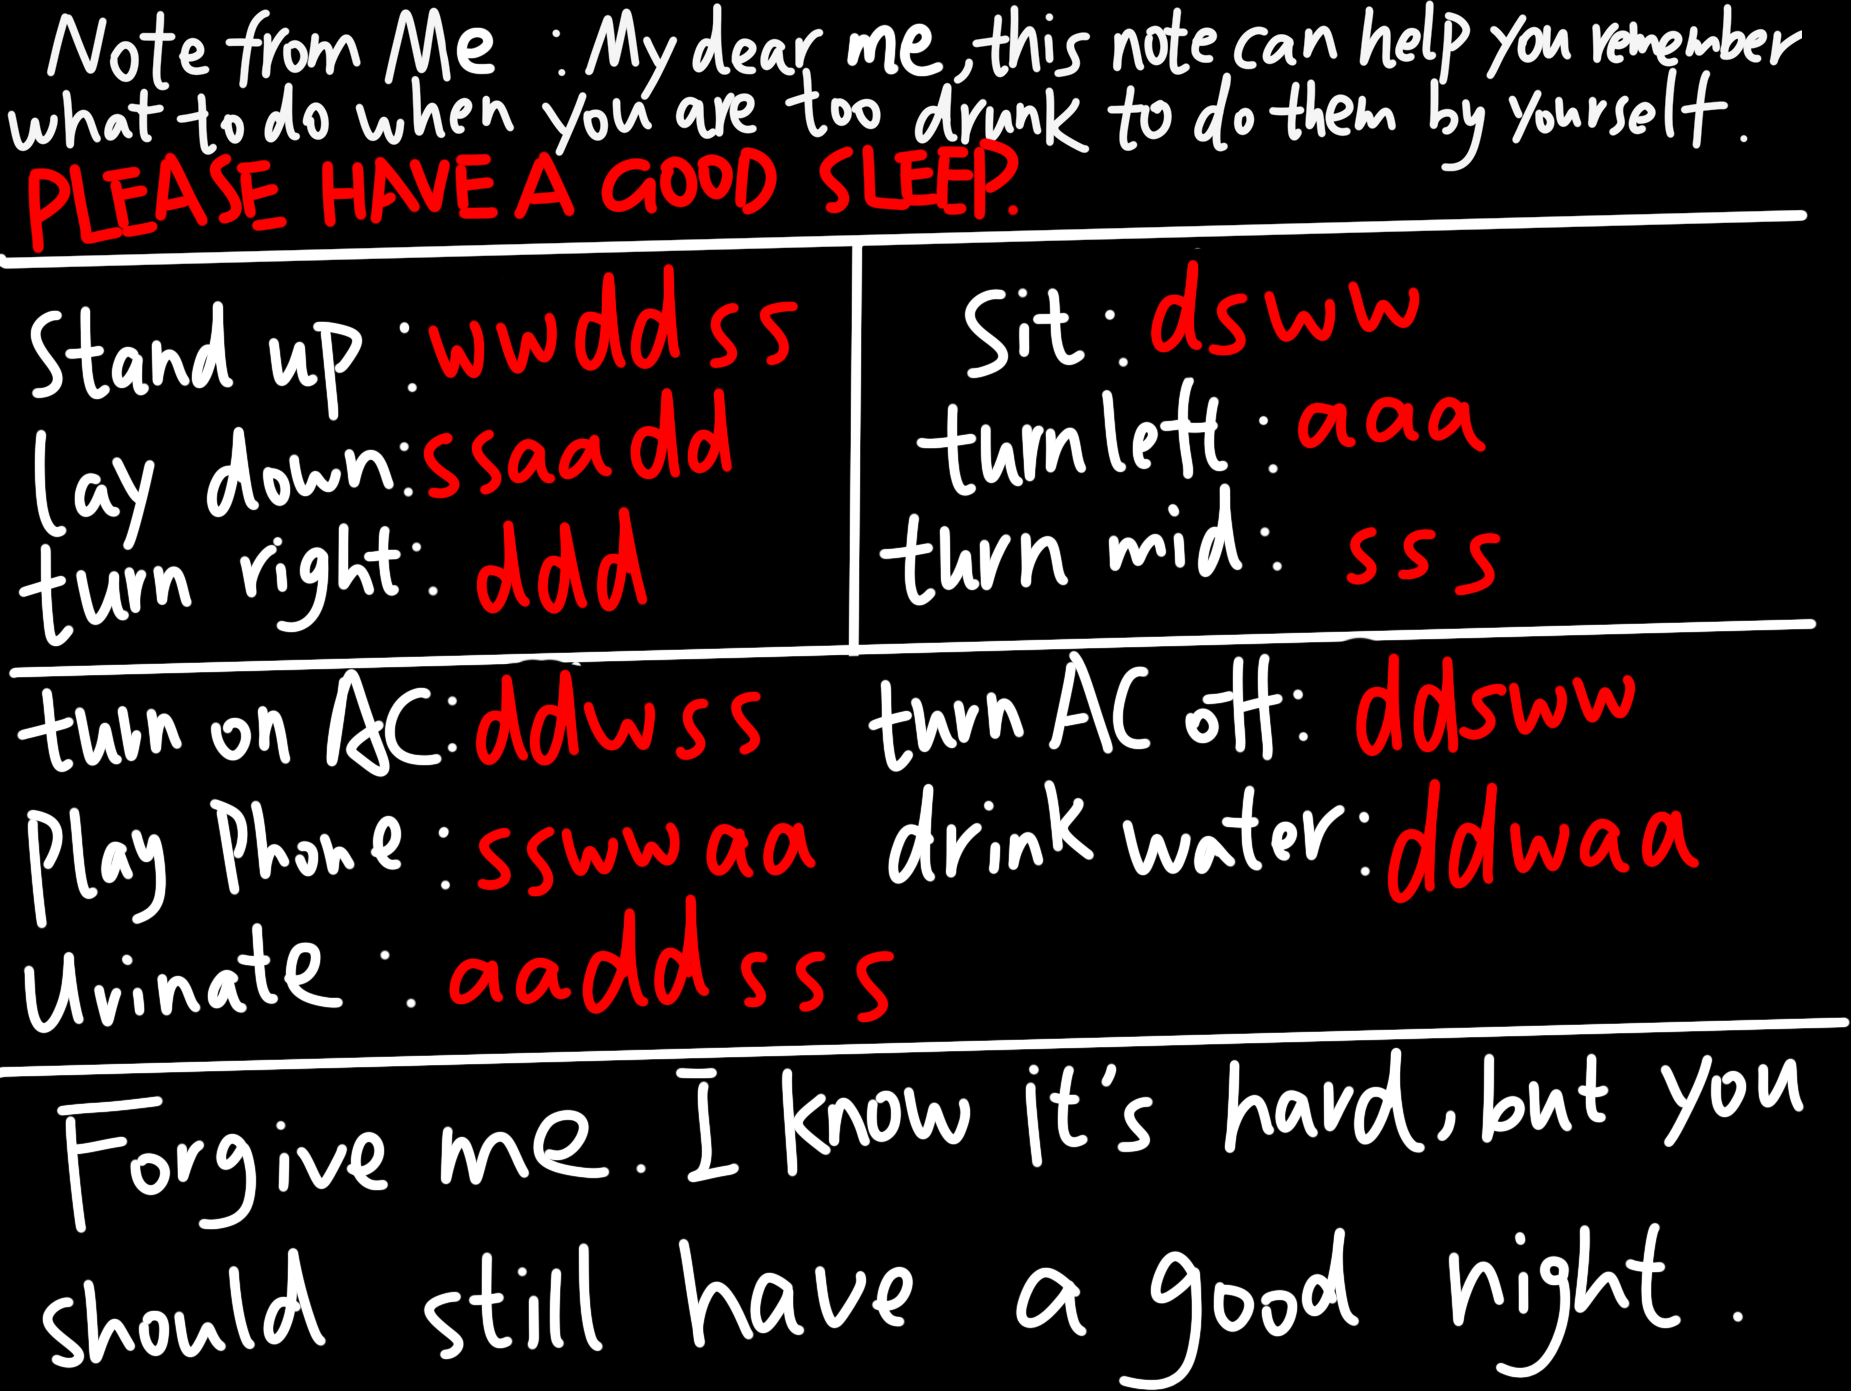 Note from Me : My dear me, this note can help you remember
what to do when you are too drunk to do them by yourself.
PLEASE HAVE A GOOD SLEEP.
Stand up : wwddss
Lay down: ssaadd
turn right: ddd
Sit: dsww
turn left: aaa
turn mid: sss
turn on AC: ddwss
turn AC off: ddsww
Play Phone: sswwaa
drink water: ddwaa
Urinate : aaddsss
Forgive me. I know it's hard, but you
should still have a good night.